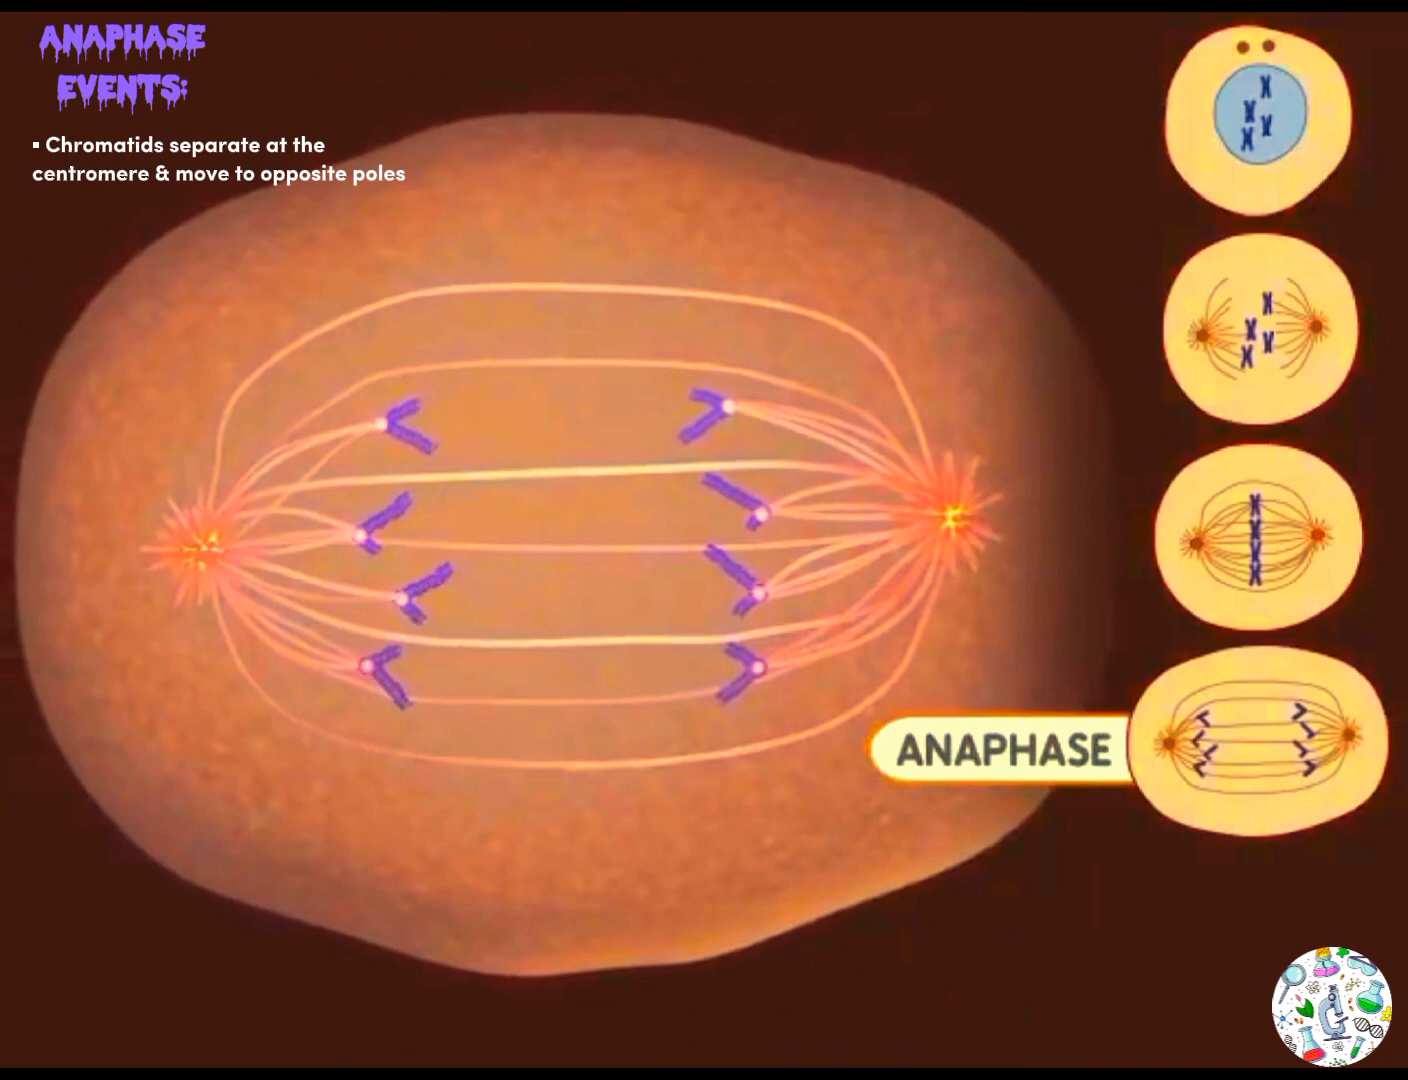 ANAPHASE
EVENTS:
▪ Chromatids separate at the
centromere & move to opposite poles
ANAPHASE